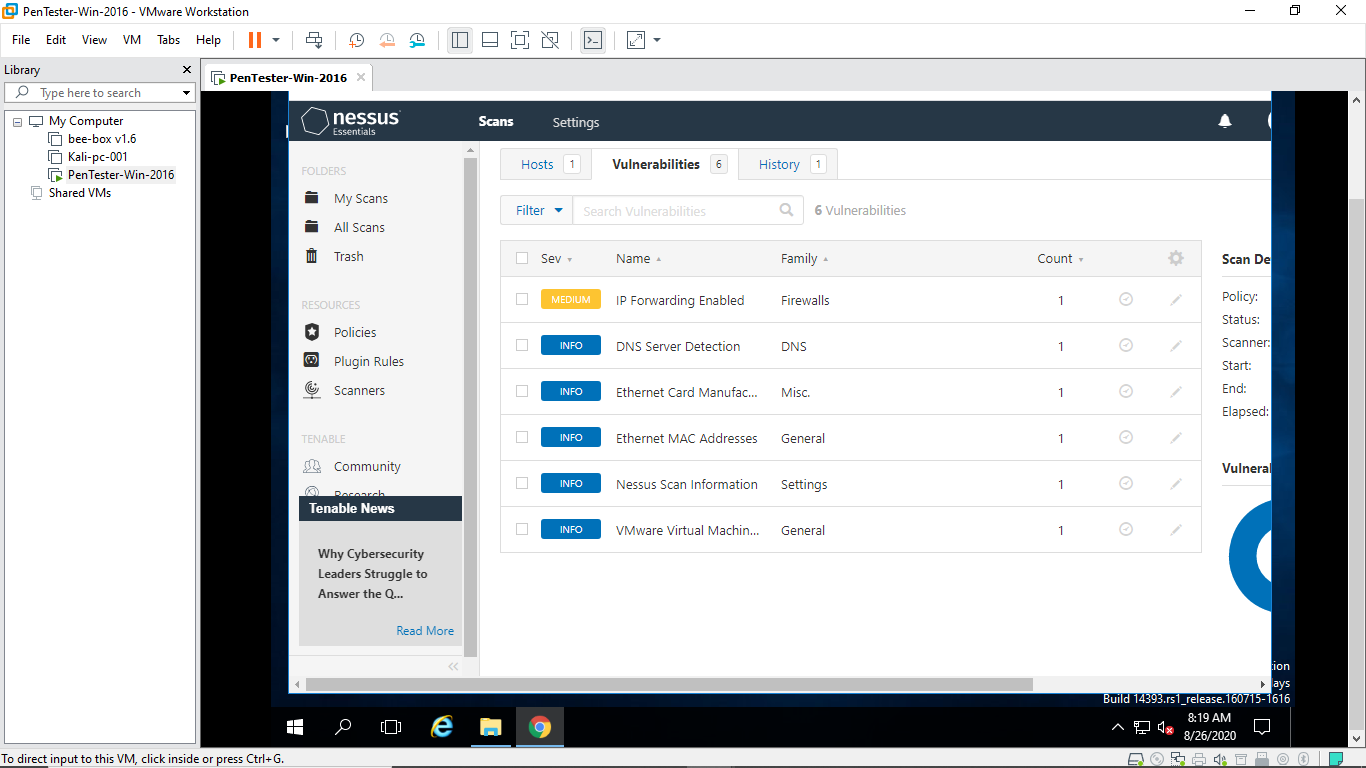 PenTester-Win-2016 - VMware Workstation
File Edit View VM Tabs Help
Library
Type here to search
My Computer
bee-box v1.6
Kali-pc-001
PenTester-Win-2016
Shared VMs
PenTester-Win-2016
nessus
Essentials
Scans Settings
FOLDERS
My Scans
All Scans
Trash
RESOURCES
Policies
Plugin Rules
Scanners
TENABLE
Community
Research
Tenable News
Why Cybersecurity
Leaders Struggle to
Answer the Q...
Read More
Hosts 1 Vulnerabilities 6 History 1
Filter Search Vulnerabilities 6 Vulnerabilities
Sev Name Family Count
MEDIUM IP Forwarding Enabled Firewalls 1
INFO DNS Server Detection DNS 1
INFO Ethernet Card Manufac... Misc. 1
INFO Ethernet MAC Addresses General 1
INFO Nessus Scan Information Settings 1
INFO VMware Virtual Machin... General 1
Scan De
Policy:
Status:
Scanner:
Start:
End:
Elapsed:
Vulneral
tion
lays
Build 14393.rs1_release.160715-1616
8:19 AM
8/26/2020
To direct input to this VM, click inside or press Ctrl+G.